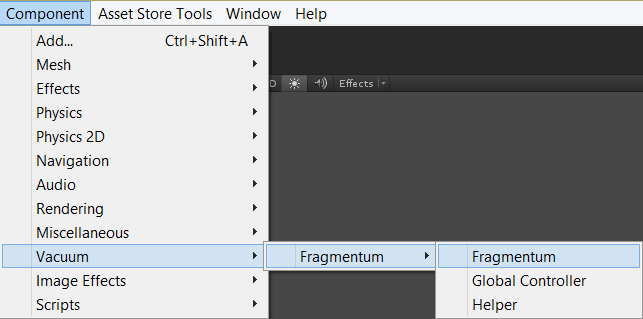 Component Asset Store Tools Window Help
Add... Ctrl+Shift+A
Mesh
D Effects
Effects
Physics
Physics 2D
Navigation
Audio
Rendering
Miscellaneous
Vacuum Fragmentum Fragmentum
Image Effects Global Controller
Scripts Helper